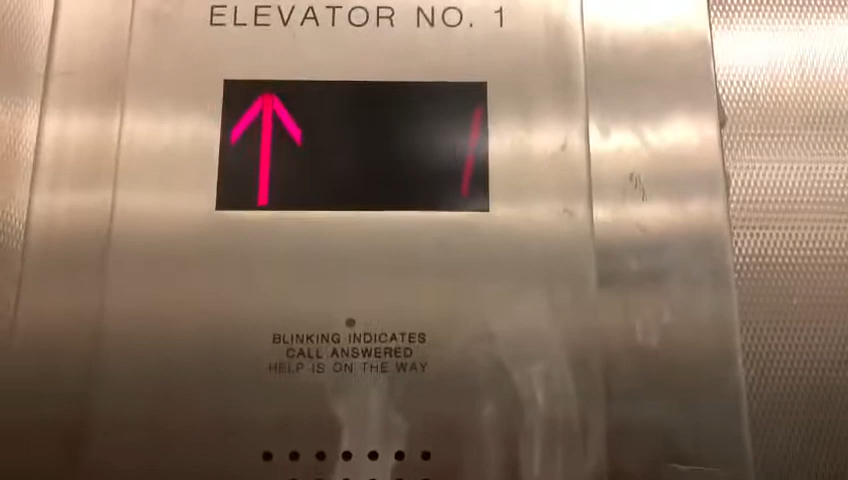 ELEVATOR NO. 1
BLINKING INDICATES
CALL ANSWERED
HELP IS ON THE WAY